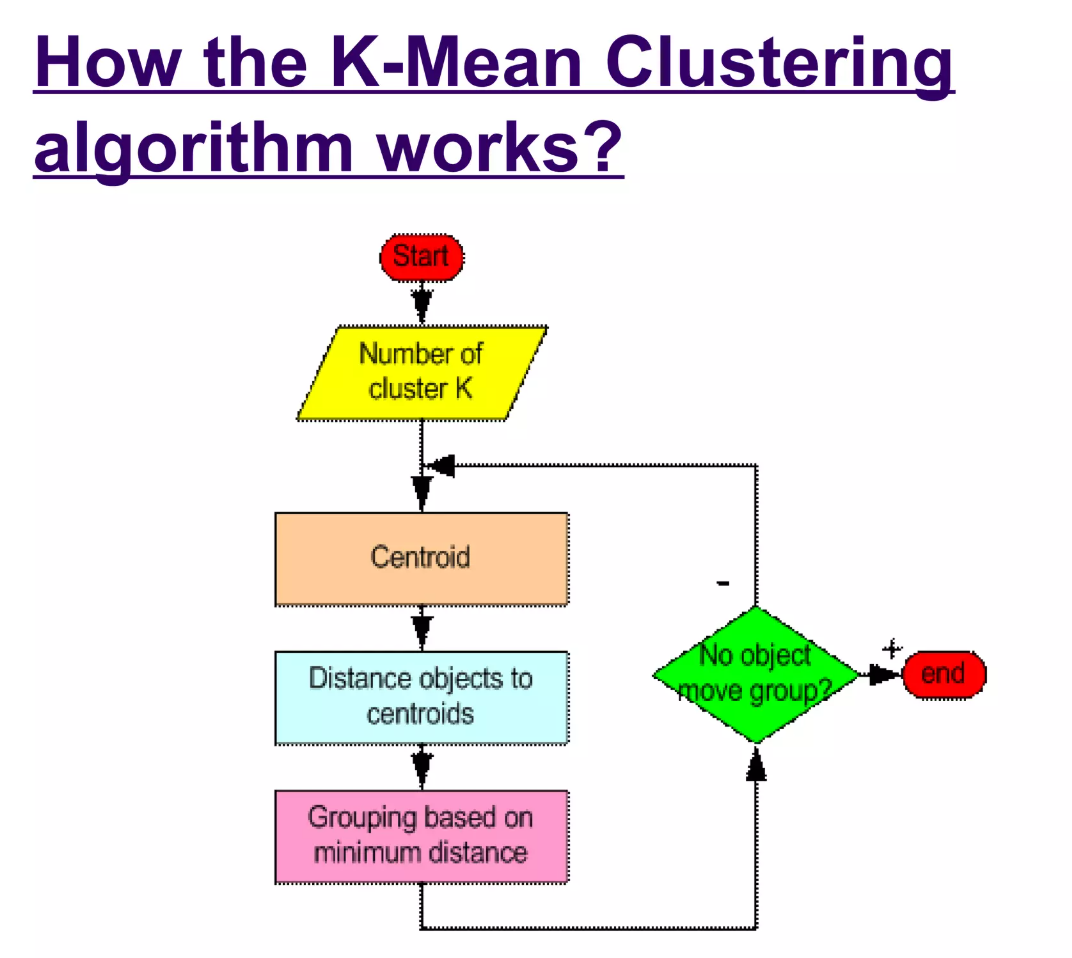 How the K-Mean Clustering
algorithm works?
Start
Number of
cluster K
Centroid
Distance objects to
centroids
Grouping based on
minimum distance
-
No object
move group?
+
end